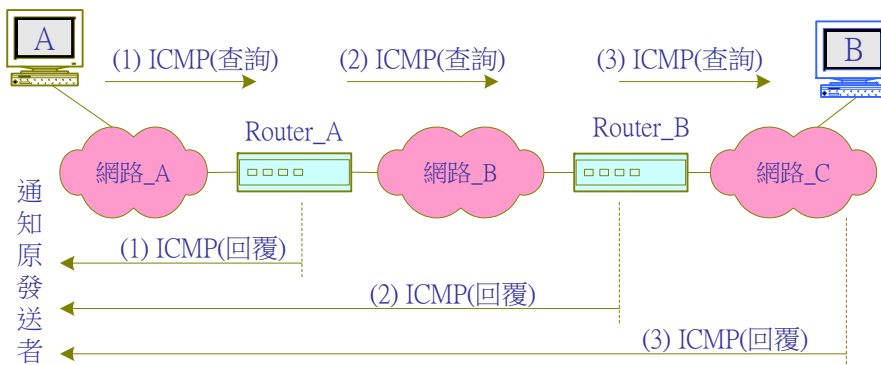 A
B
(1) ICMP(查詢)
(2) ICMP(查詢)
(3) ICMP(查詢)
Router_A
Router_B
網路_A
網路_B
網路_C
通知原發送者
(1) ICMP(回覆)
(2) ICMP(回覆)
(3) ICMP(回覆)